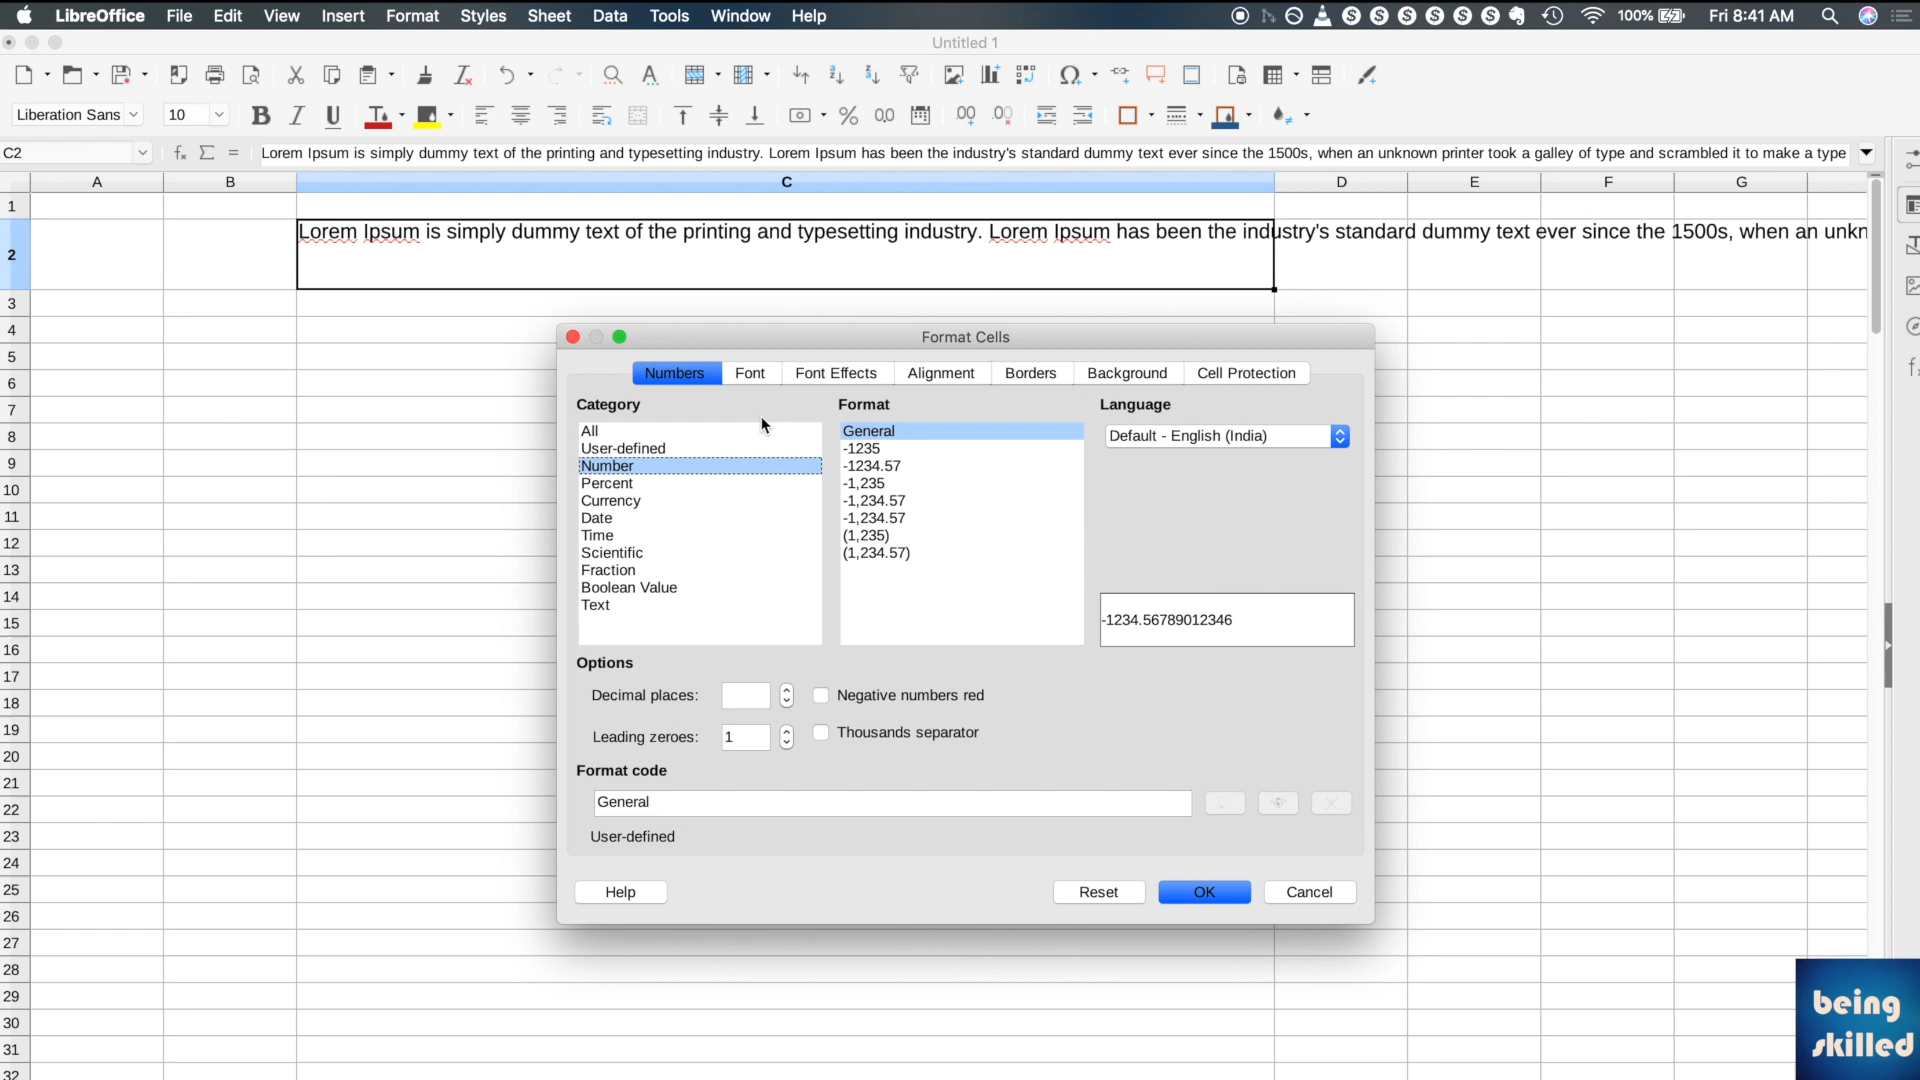 LibreOffice File Edit View Insert Format Styles Sheet Data Tools Window Help 100% Fri 8:41 AM
Untitled 1
Liberation Sans 10
C2 Lorem Ipsum is simply dummy text of the printing and typesetting industry. Lorem Ipsum has been the industry's standard dummy text ever since the 1500s, when an unknown printer took a galley of type and scrambled it to make a type
A B C D E F G
1
2 Lorem Ipsum is simply dummy text of the printing and typesetting industry. Lorem Ipsum has been the industry's standard dummy text ever since the 1500s, when an unkn
3
4
5
6
7
8
9
10
11
12
13
14
15
16
17
18
19
20
21
22
23
24
25
26
27
28
29
30
31
32
Format Cells
Numbers Font Font Effects Alignment Borders Background Cell Protection
Category Format Language
All General Default - English (India)
User-defined -1235
Number -1234.57
Percent -1,235
Currency -1,234.57
Date -1,234.57
Time (1,235)
Scientific (1,234.57)
Fraction
Boolean Value
Text
-1234.56789012346
Options
Decimal places: Negative numbers red
Leading zeroes: 1 Thousands separator
Format code
General
User-defined
Help Reset OK Cancel
being
skilled